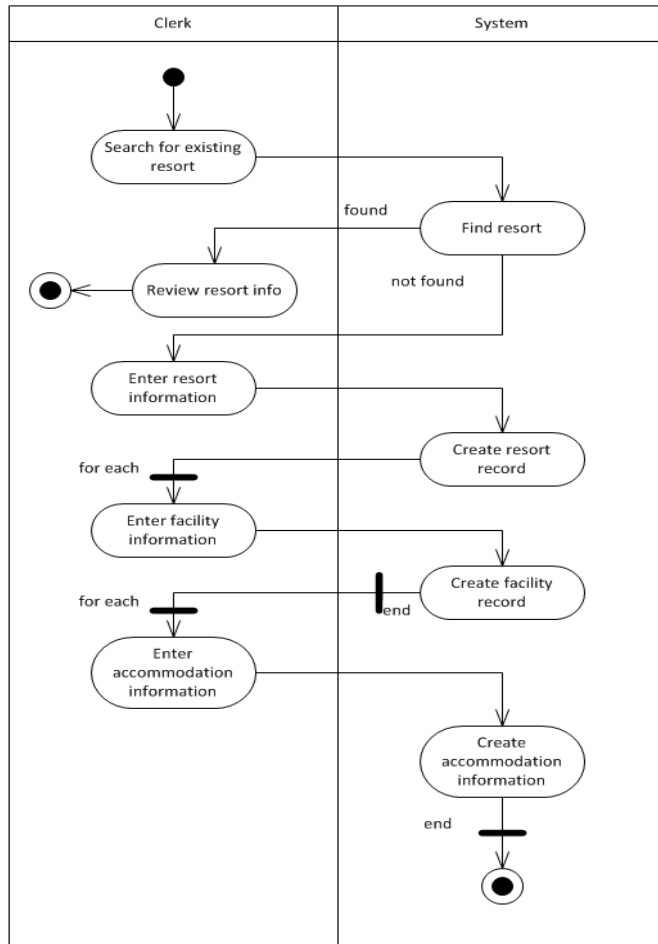 Clerk
System
Search for existing
resort
found
Find resort
not found
Review resort info
Enter resort
information
Create resort
record
for each
Enter facility
information
Create facility
record
end
for each
Enter
accommodation
information
Create
accommodation
information
end